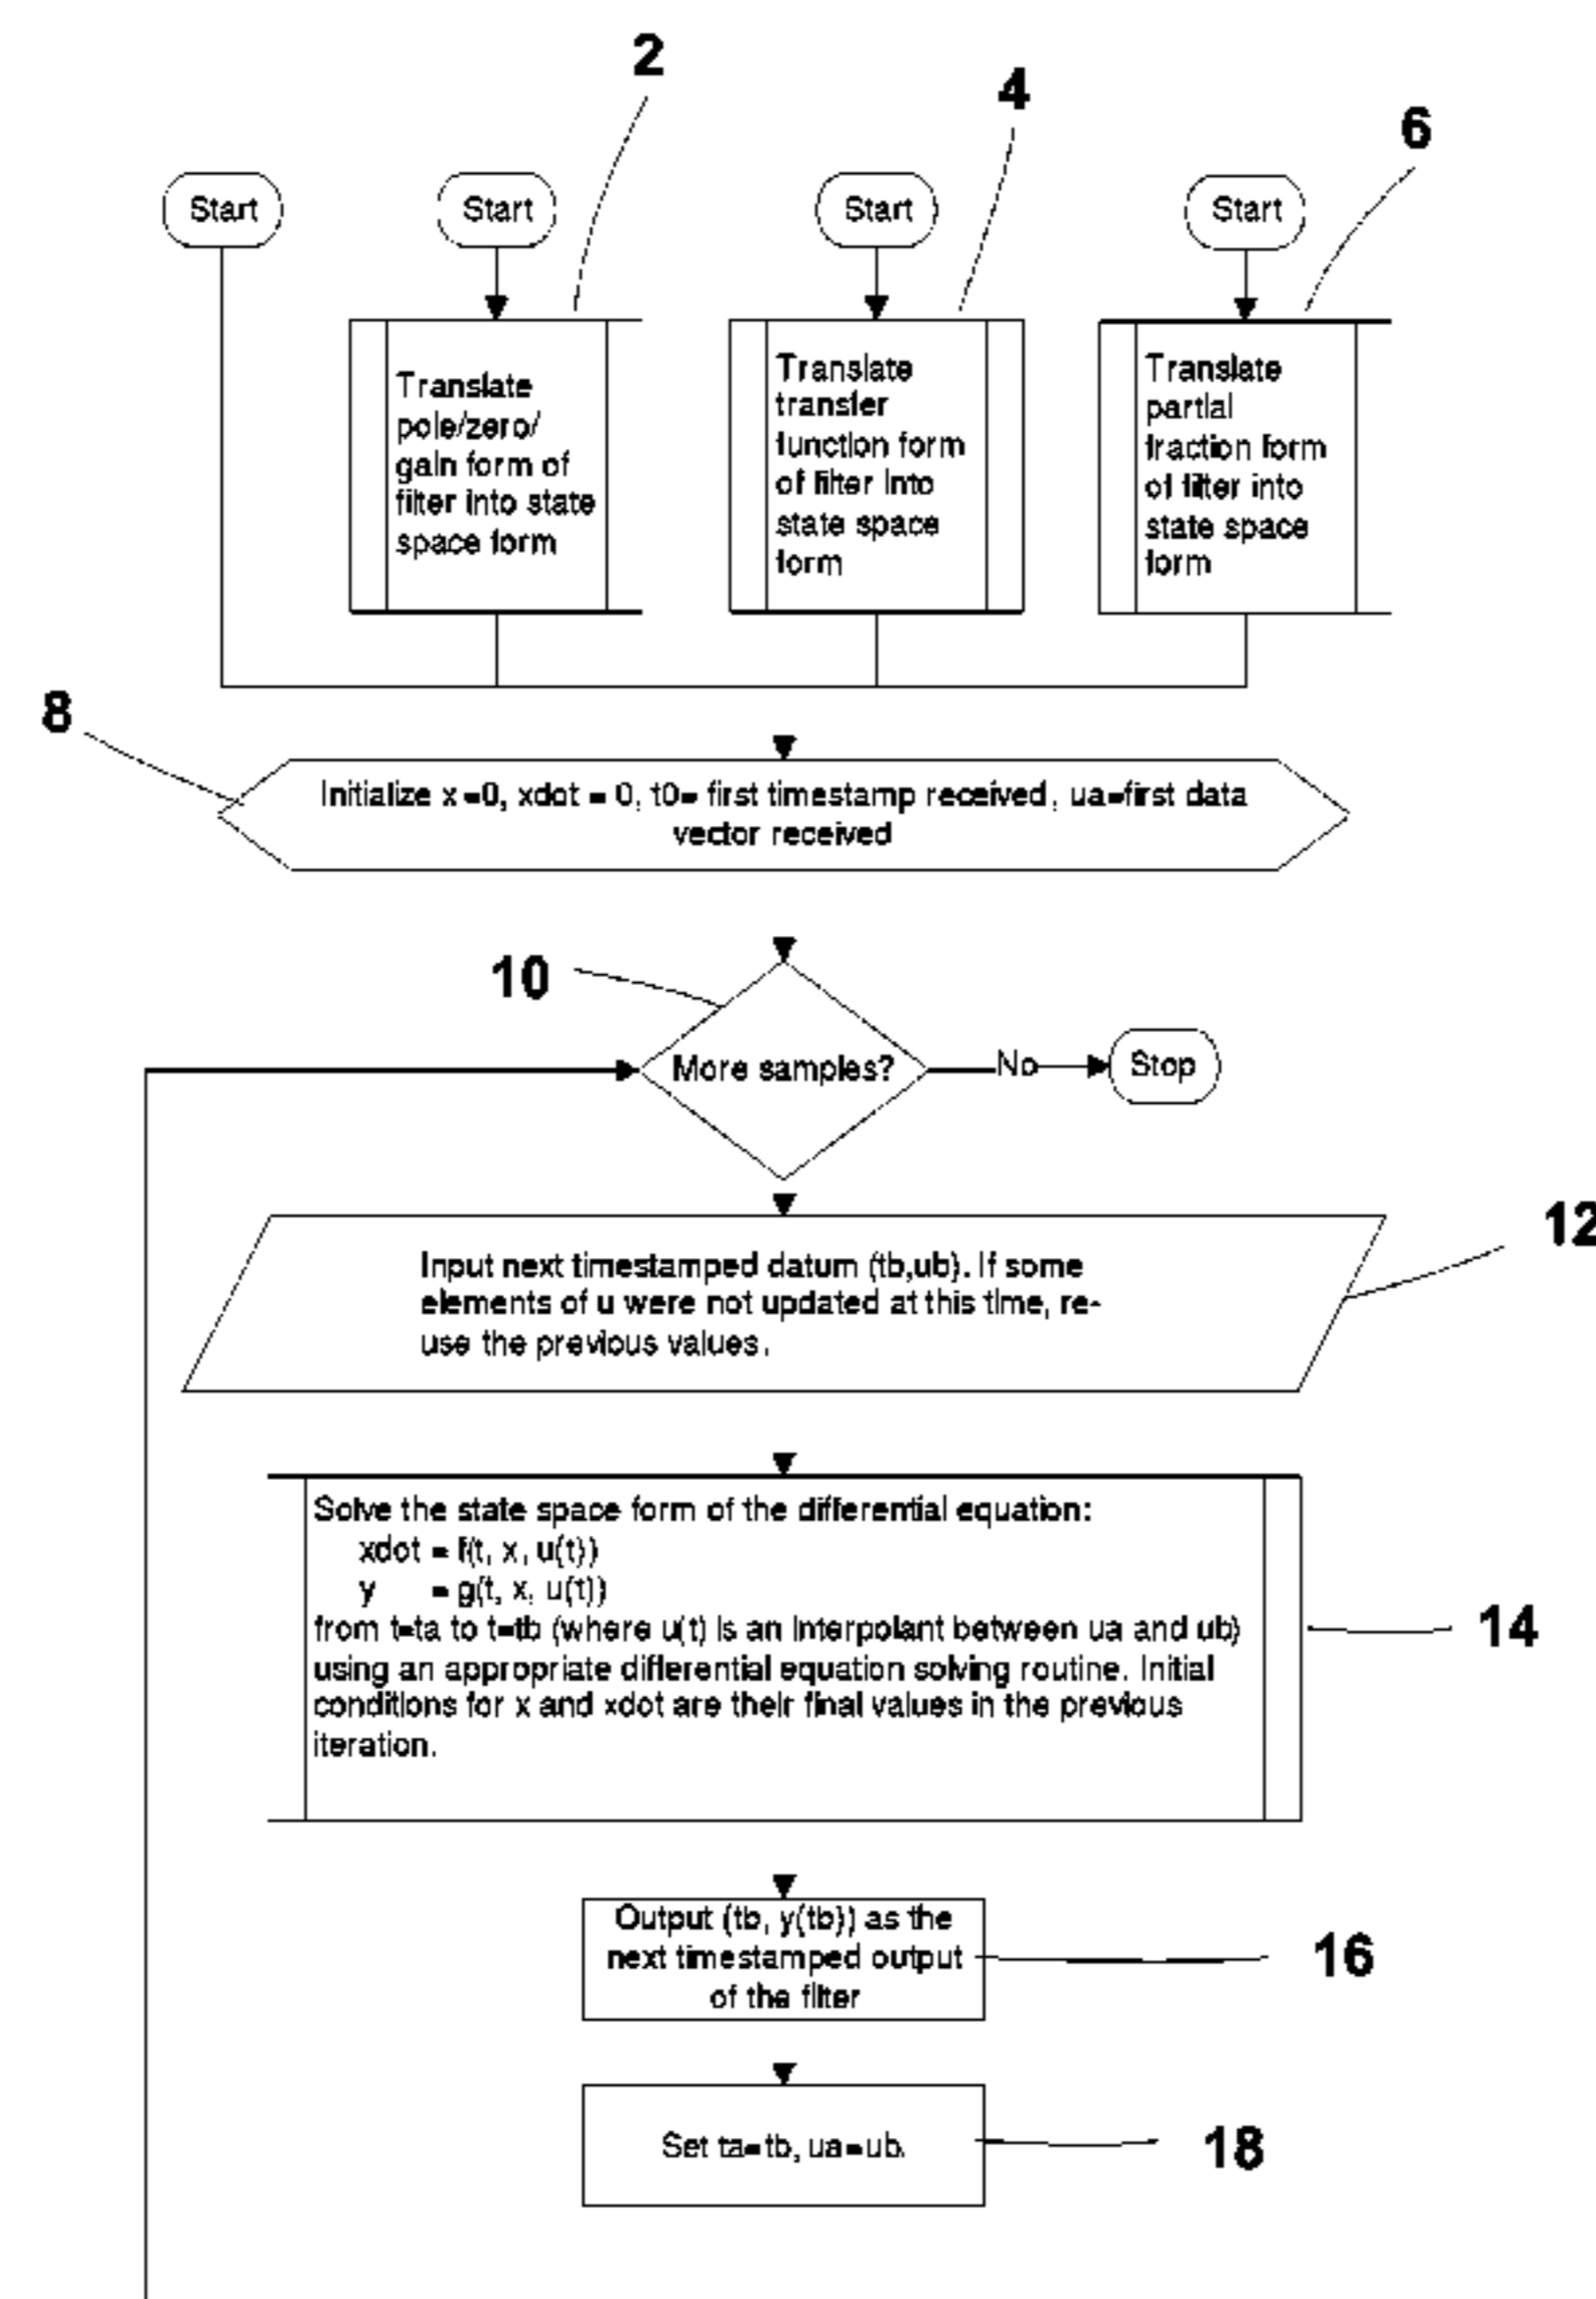 2
4
6
Start
Start
Start
Start
Translate
pole/zero/
gain form of
filter into state
space form
Translate
transfer
function form
of filter into
state space
form
Translate
partial
fraction form
of filter into
state space
form
8
Initialize x=0, xdot = 0, t0= first timestamp received, ua=first data
vector received
10
More samples?
No
Stop
12
Input next timestamped datum (tb,ub). If some
elements of u were not updated at this time, re-
use the previous values.
Solve the state space form of the differential equation:
xdot = f(t, x, u(t))
y = g(t, x, u(t))
from t=ta to t=tb (where u(t) is an interpolant between ua and ub)
using an appropriate differential equation solving routine. Initial
conditions for x and xdot are their final values in the previous
iteration.
14
Output (tb, y(tb)) as the
next timestamped output
of the filter
16
Set ta=tb, ua=ub.
18